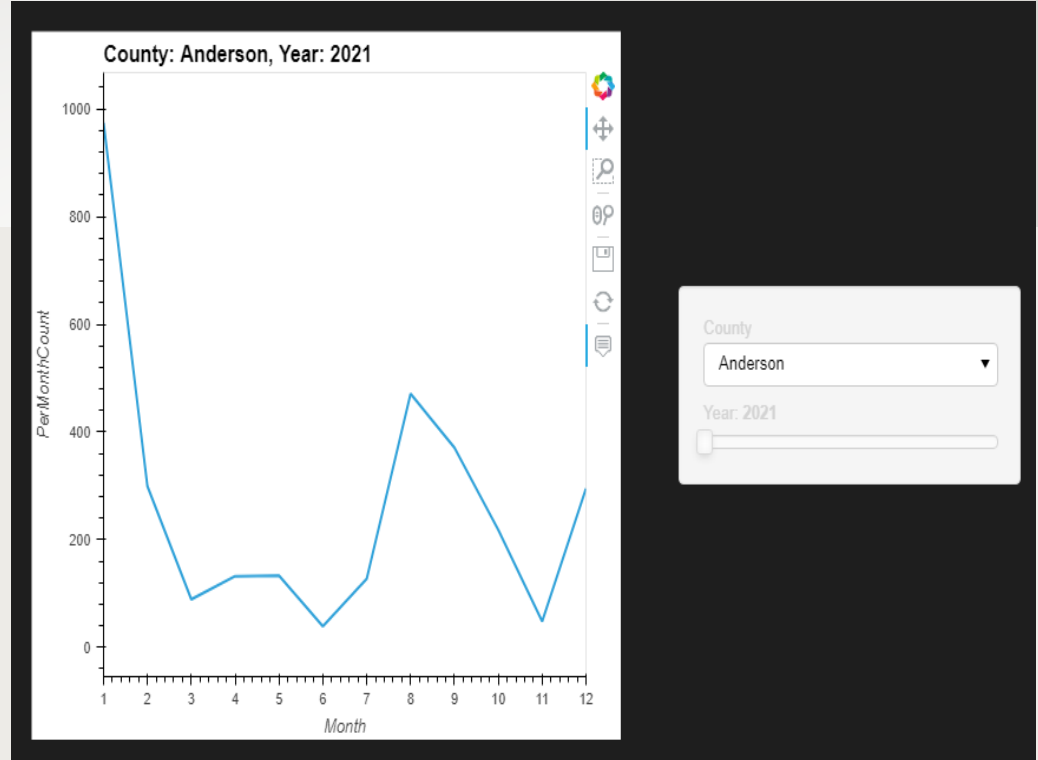 County: Anderson, Year: 2021
1000
800
600
400
200
0
PerMonthCount
1 2 3 4 5 6 7 8 9 10 11 12
Month
County
Anderson
Year: 2021